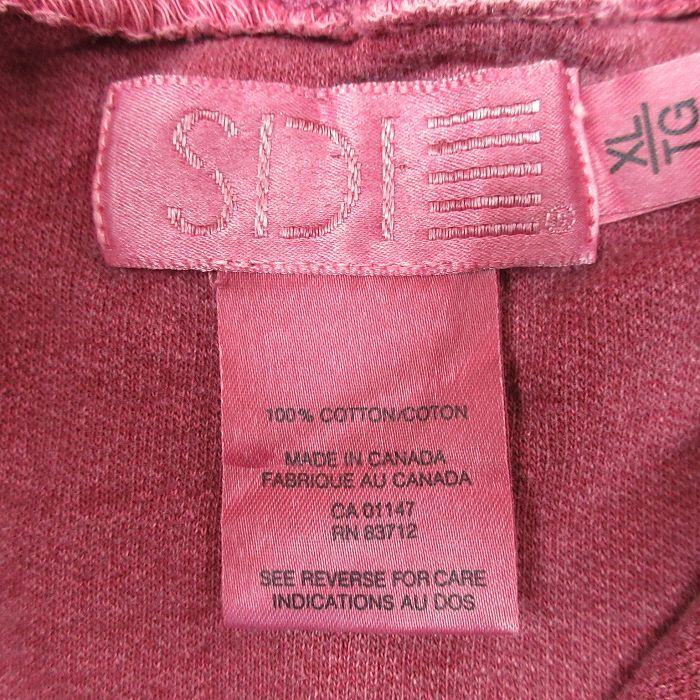 SDI
XL/TG
100% COTTON/COTON
MADE IN CANADA
FABRIQUE AU CANADA
CA 01147
RN 83712
SEE REVERSE FOR CARE
INDICATIONS AU DOS